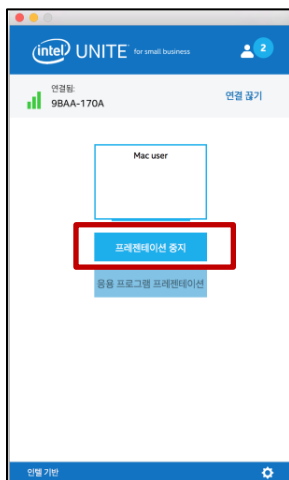 intel UNITE for small business
2
연결됨:
9BAA-170A
연결 끊기
Mac user
프레젠테이션 중지
응용 프로그램 프레젠테이션
인텔 기반